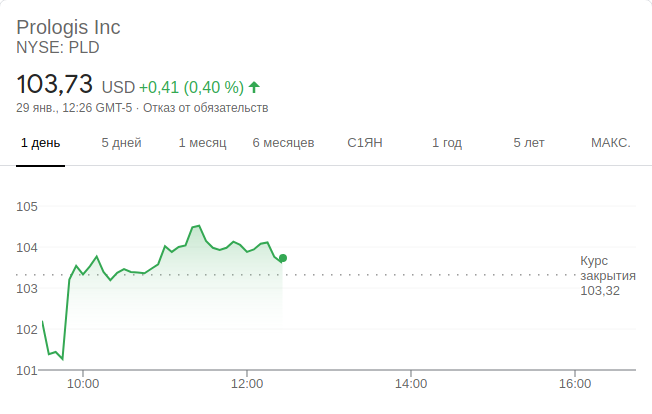 Prologis Inc
NYSE: PLD
103,73 USD +0,41 (0,40 %)
29 янв., 12:26 GMT-5 · Отказ от обязательств
1 день 5 дней 1 месяц 6 месяцев С1ЯН 1 год 5 лет МАКС.
105
104
103
102
101
Курс
закрытия
103,32
10:00 12:00 14:00 16:00